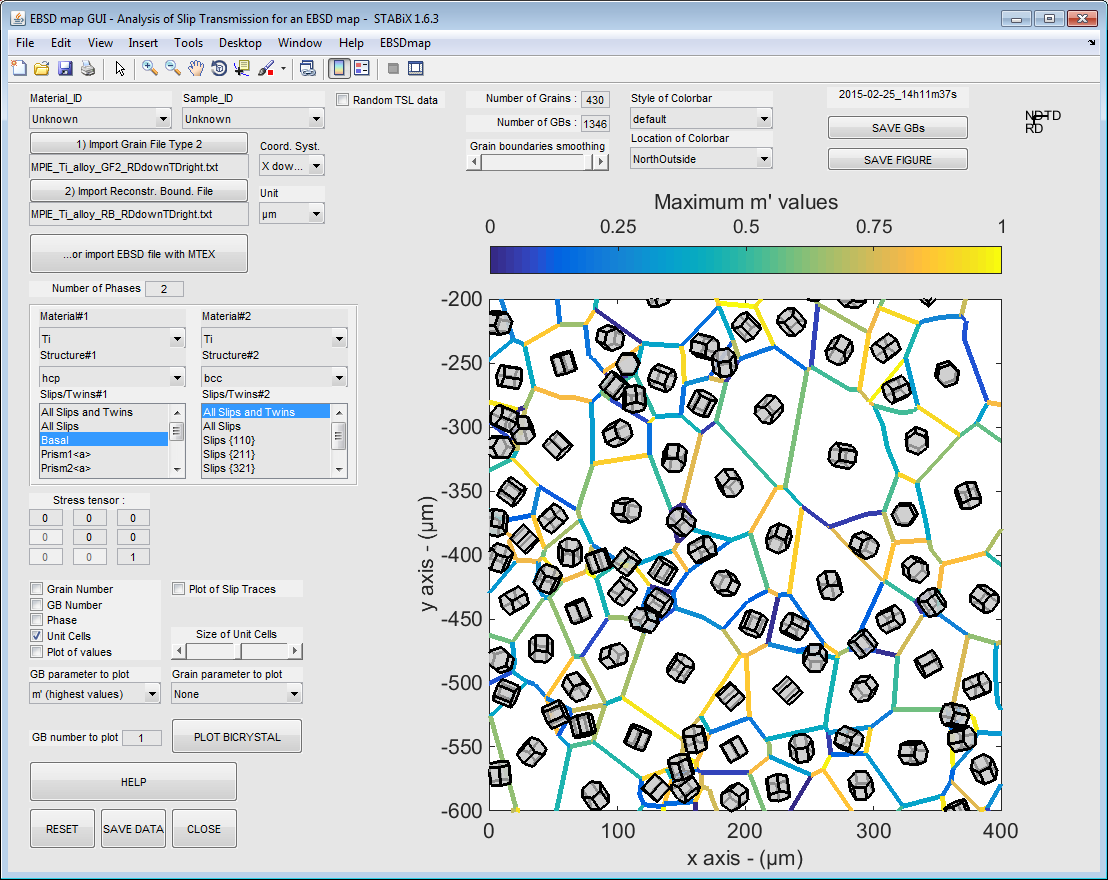 EBSD map GUI - Analysis of Slip Transmission for an EBSD map - STABiX 1.6.3
File Edit View Insert Tools Desktop Window Help EBSDmap
Material_ID Sample_ID
Unknown Unknown
Random TSL data
1) Import Grain File Type 2
Coord. Syst.
MPIE_Ti_alloy_GF2_RDdownTDright.txt
X dow...
2) Import Reconstr. Bound. File
Unit
MPIE_Ti_alloy_RB_RDdownTDright.txt
µm
...or import EBSD file with MTEX
Number of Phases 2
Material#1 Material#2
Ti Ti
Structure#1 Structure#2
hcp bcc
Slips/Twins#1 Slips/Twins#2
All Slips and Twins All Slips and Twins
All Slips All Slips
Basal Slips {110}
Prism1<a> Slips {211}
Prism2<a> Slips {321}
Stress tensor :
0 0 0
0 0 0
0 0 1
Grain Number Plot of Slip Traces
GB Number
Phase
Unit Cells Size of Unit Cells
Plot of values
GB parameter to plot Grain parameter to plot
m' (highest values) None
GB number to plot 1 PLOT BICRYSTAL
HELP
RESET SAVE DATA CLOSE
Number of Grains : 430
Number of GBs : 1346
Grain boundaries smoothing
Style of Colorbar
default
Location of Colorbar
NorthOutside
2015-02-25_14h11m37s
SAVE GBs
SAVE FIGURE
NDTD
RD
Maximum m' values
0 0.25 0.5 0.75 1
-200
-250
-300
-350
-400
-450
-500
-550
-600
y axis - (µm)
0 100 200 300 400
x axis - (µm)